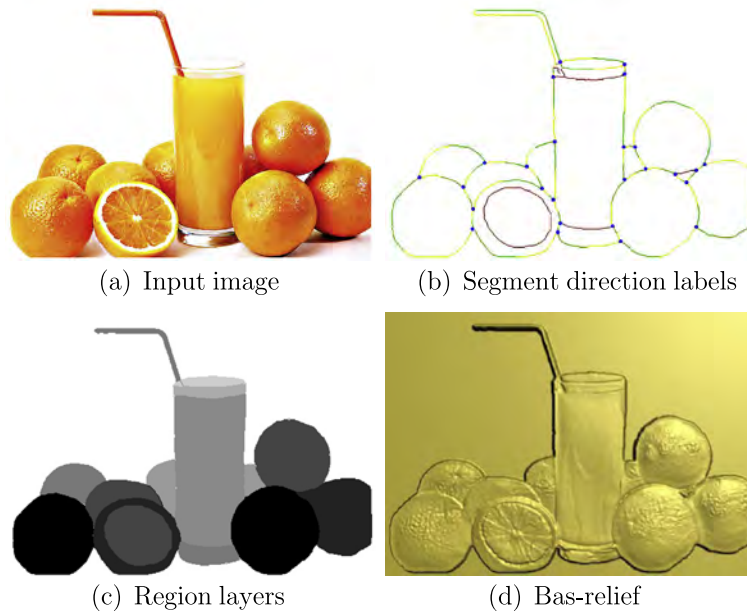 (a) Input image
(b) Segment direction labels
(c) Region layers
(d) Bas-relief